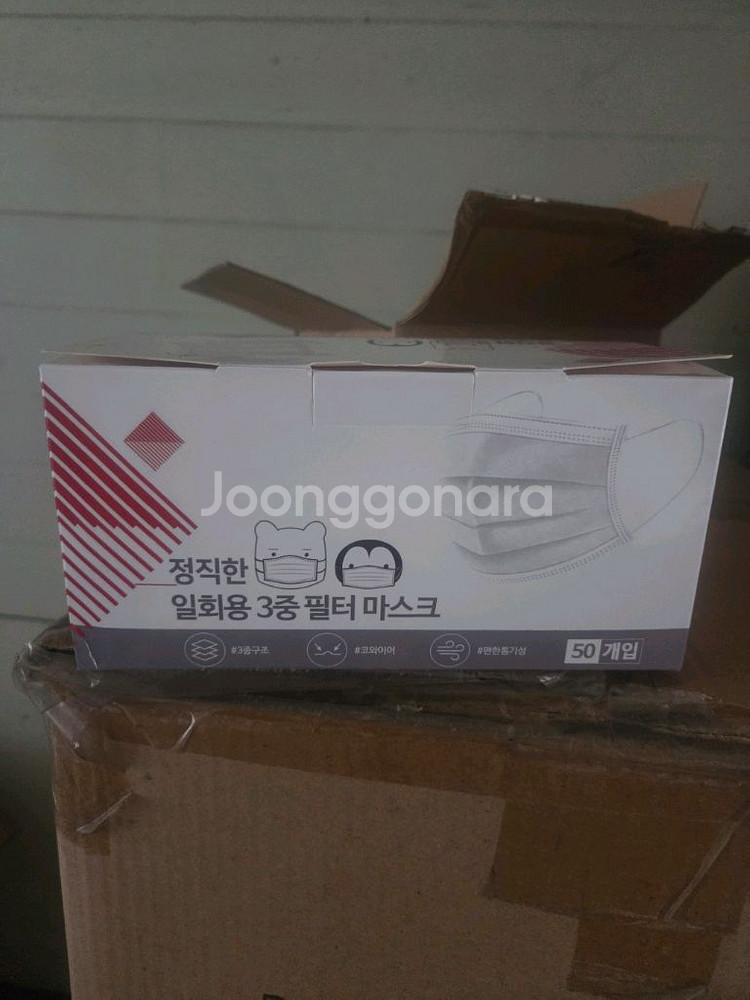 Joonggonara
정직한
일회용 3중 필터 마스크
#3중구조
#코와이어
#편한통기성
50개입